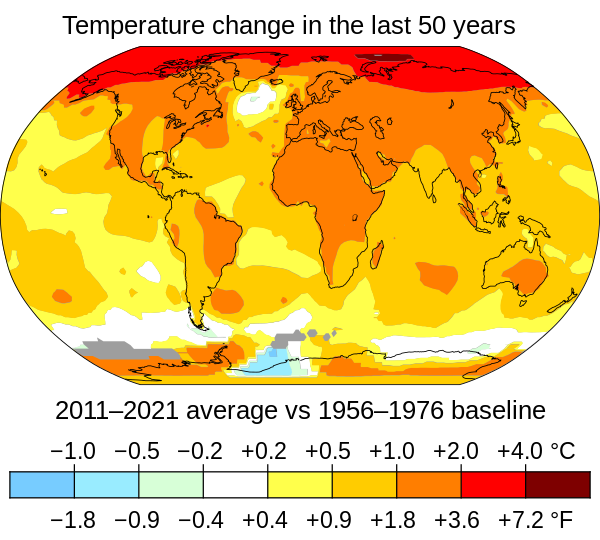 Temperature change in the last 50 years
2011–2021 average vs 1956–1976 baseline
−1.0 −0.5 −0.2 +0.2 +0.5 +1.0 +2.0 +4.0 °C
−1.8 −0.9 −0.4 +0.4 +0.9 +1.8 +3.6 +7.2 °F